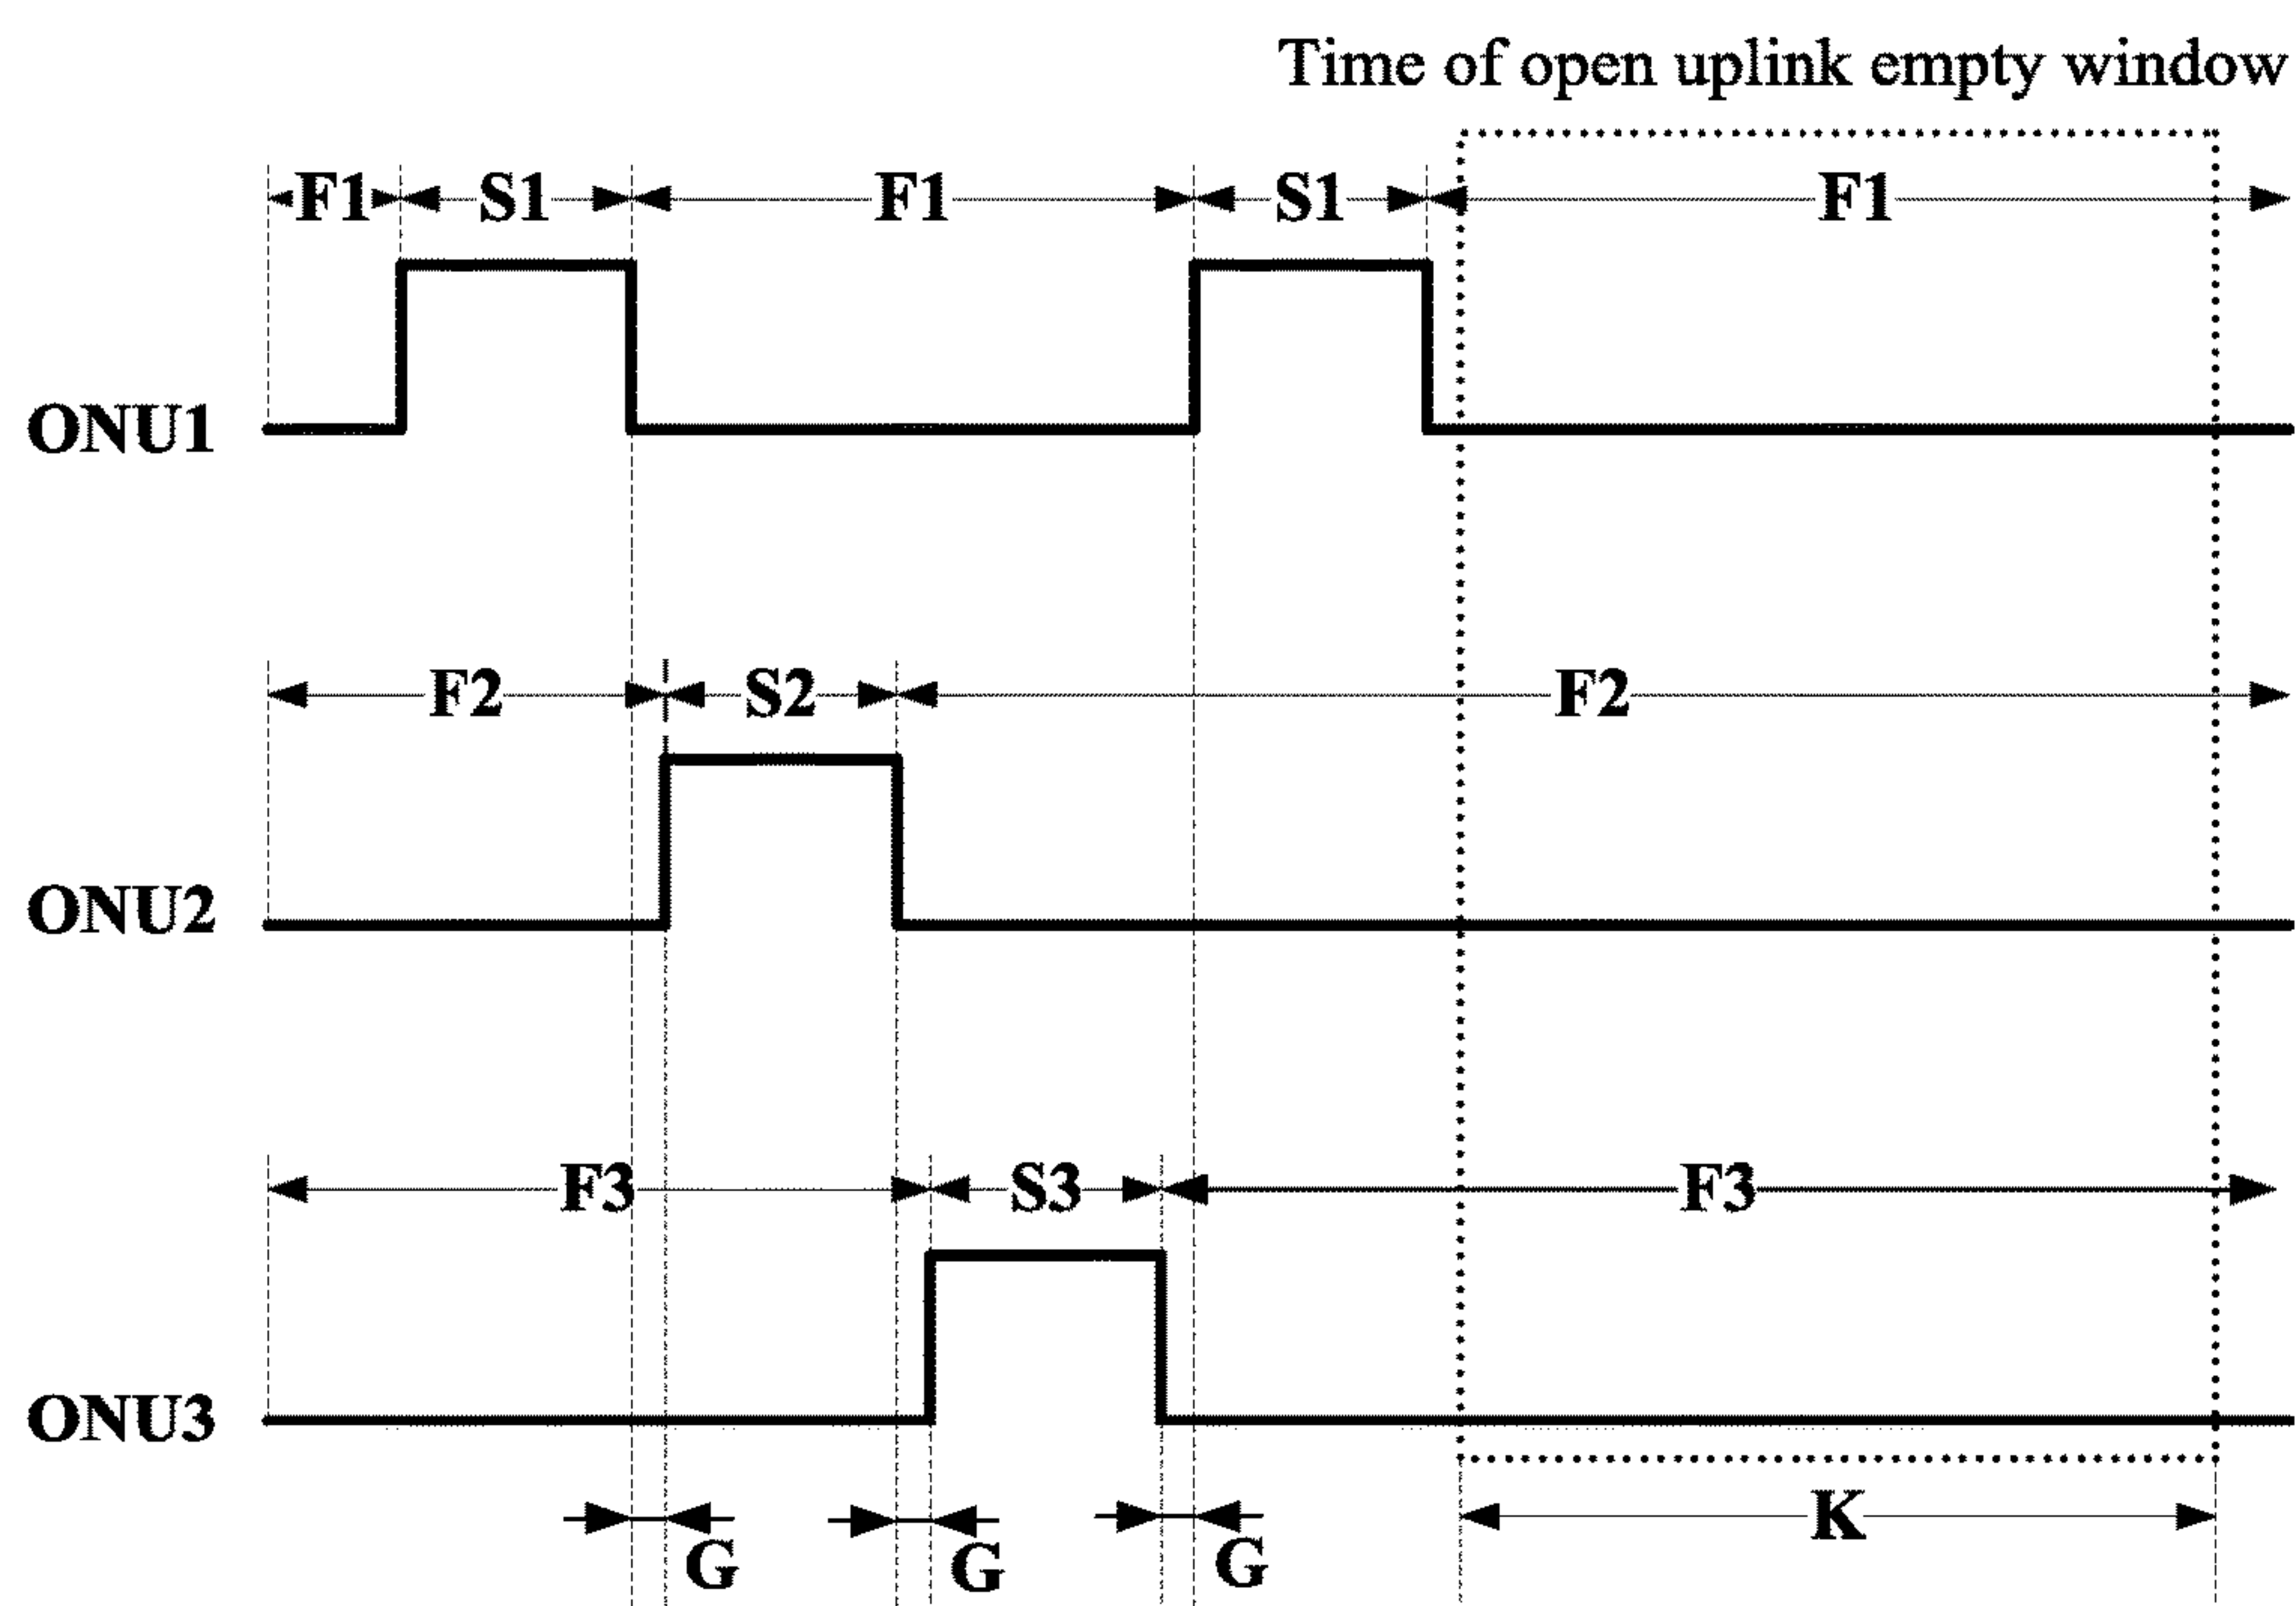 Time of open uplink empty window
F1 S1 F1 S1 F1
ONU1
F2 S2 F2
ONU2
F3 S3 F3
ONU3
G G G K